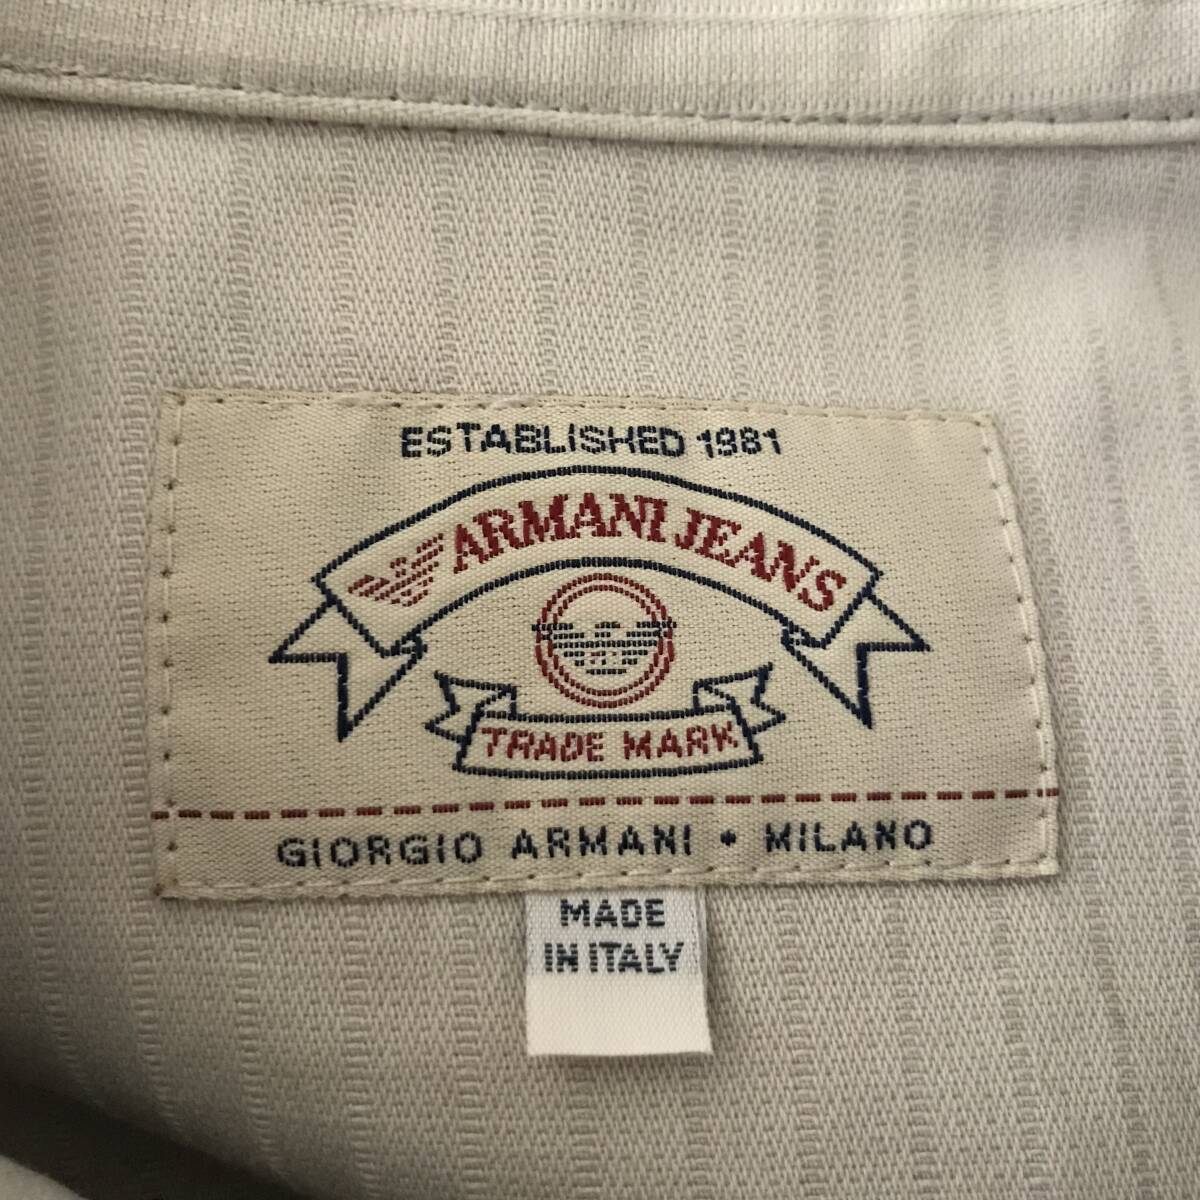 ESTABLISHED 1981
ARMANI JEANS
TRADE MARK
GIORGIO ARMANI • MILANO
MADE
IN ITALY